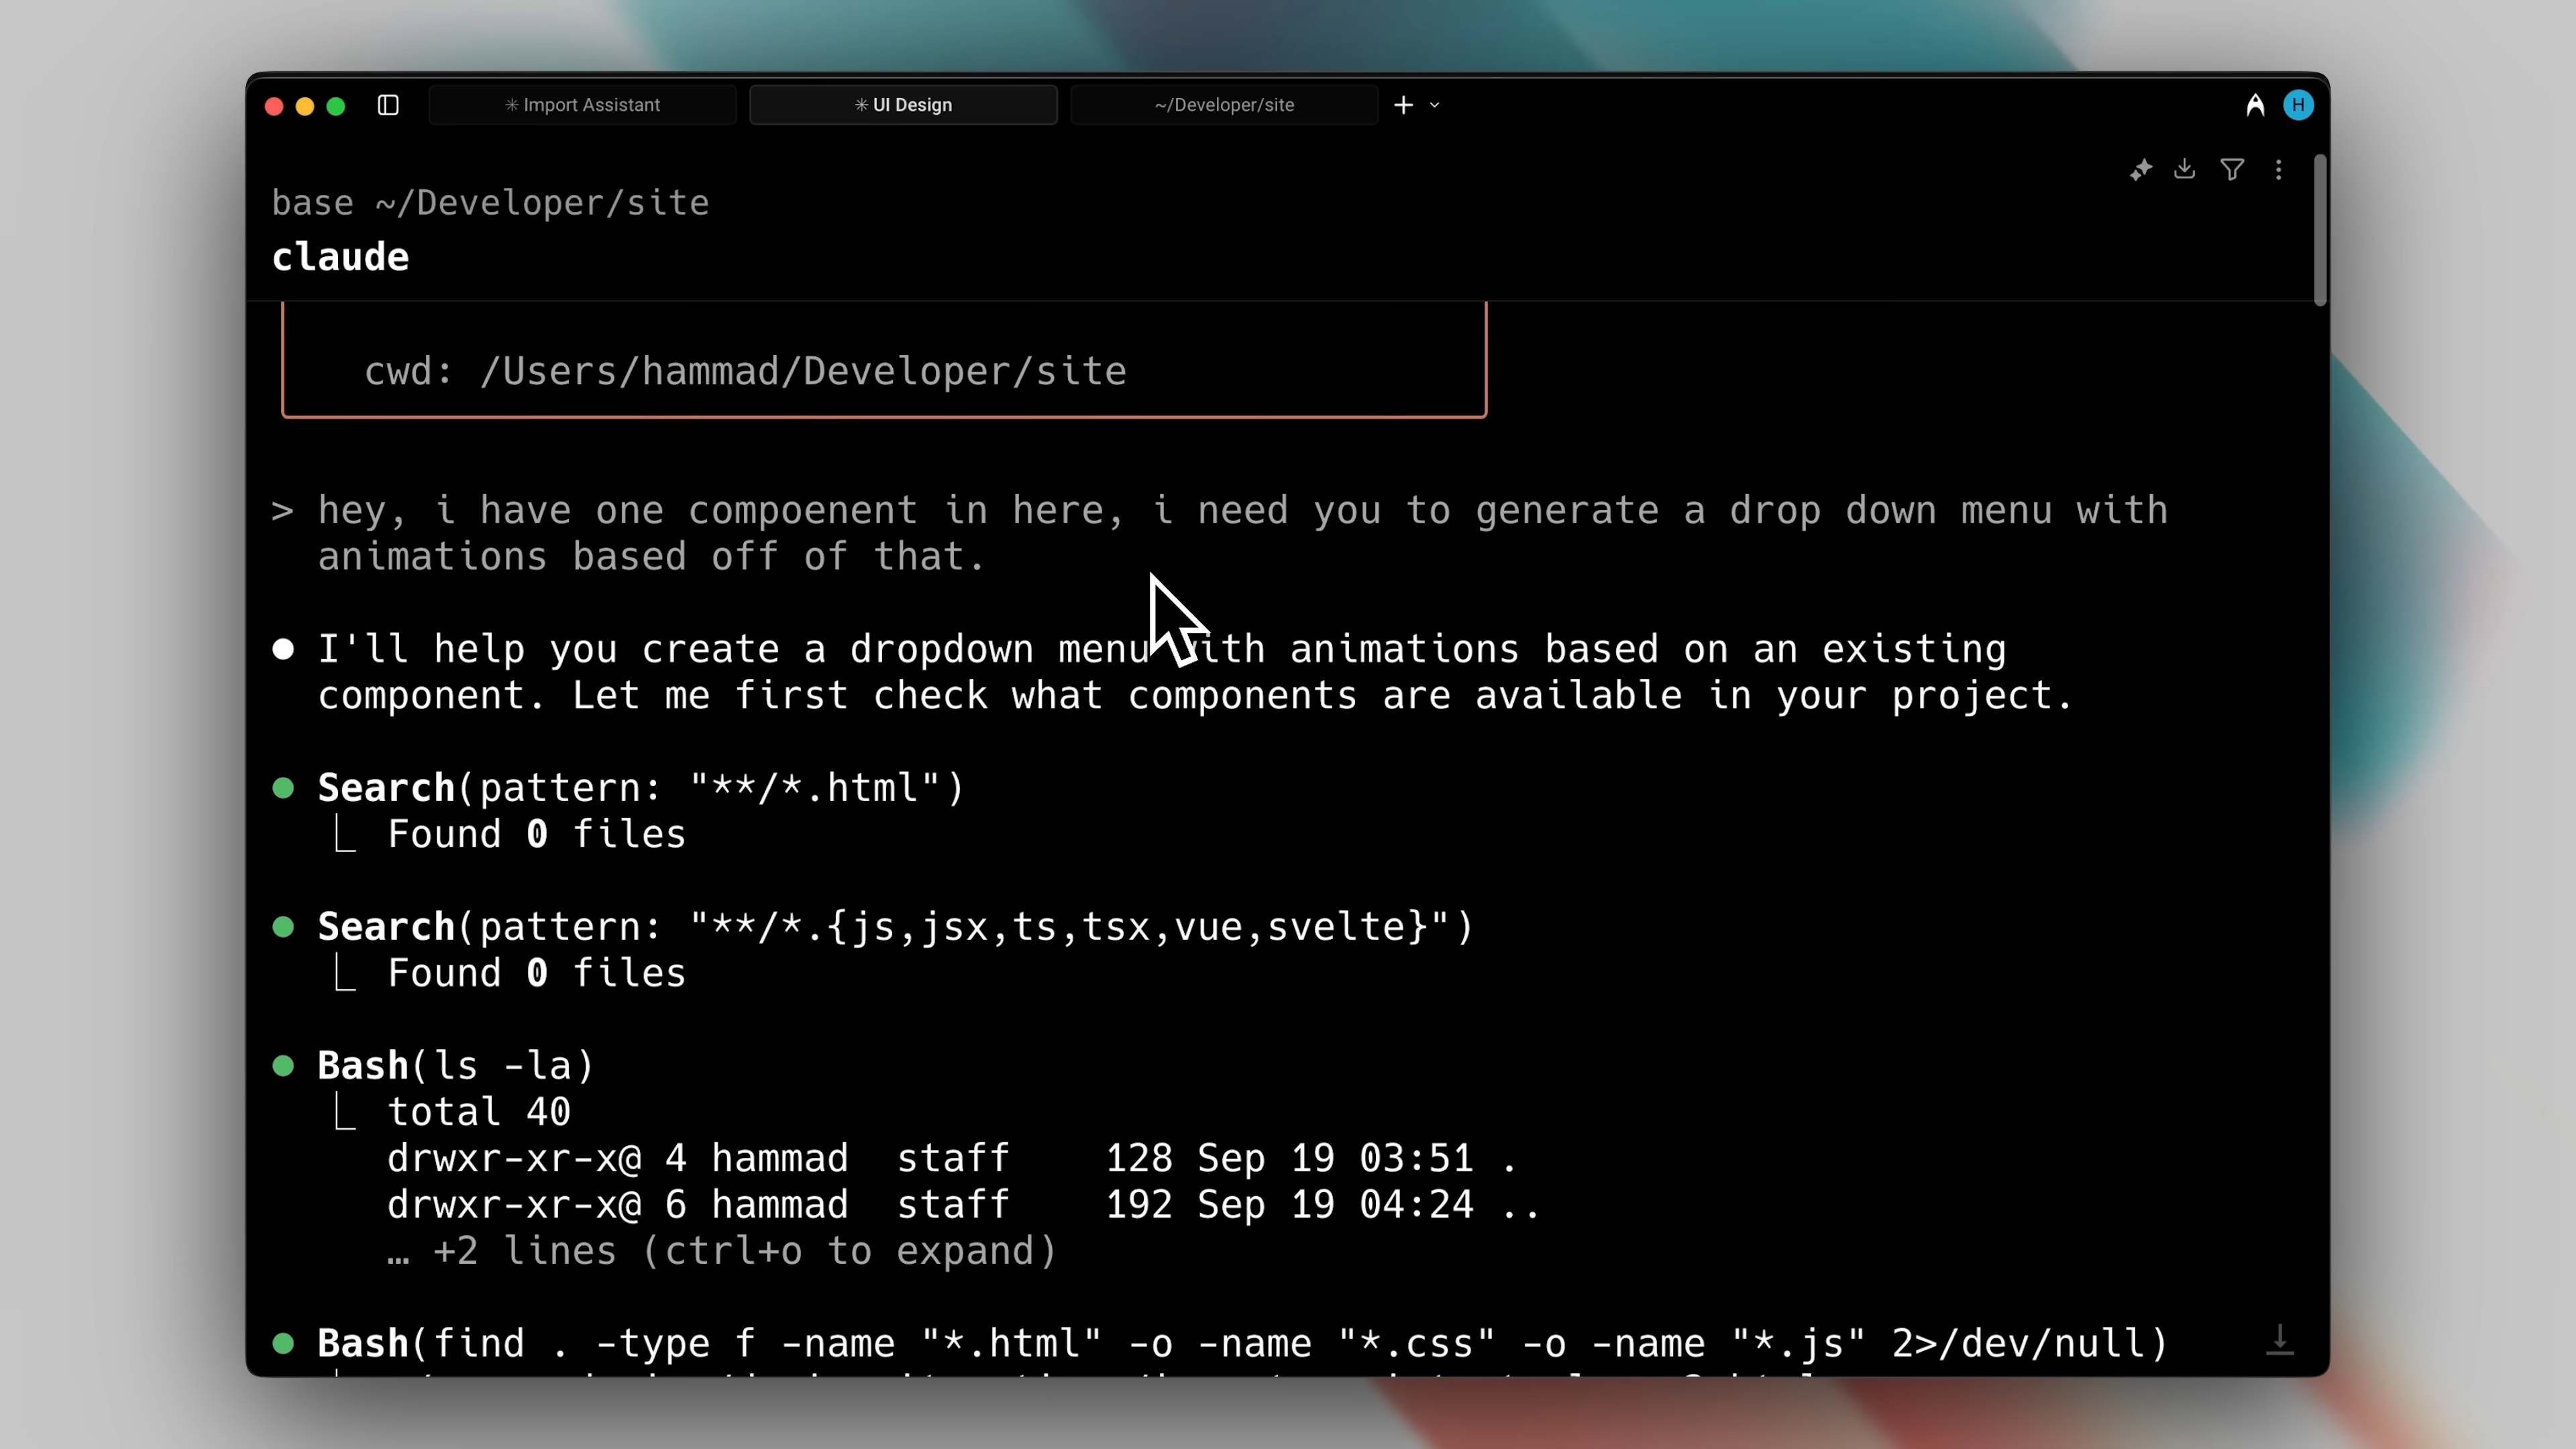 ✳ Import Assistant
✳ UI Design
~/Developer/site
H
base ~/Developer/site
claude
cwd: /Users/hammad/Developer/site
> hey, i have one compoenent in here, i need you to generate a drop down menu with
animations based off of that.
I'll help you create a dropdown menu with animations based on an existing
component. Let me first check what components are available in your project.
Search(pattern: "**/*.html")
Found 0 files
Search(pattern: "**/*.{js,jsx,ts,tsx,vue,svelte}")
Found 0 files
Bash(ls -la)
total 40
drwxr-xr-x@ 4 hammad  staff    128 Sep 19 03:51 .
drwxr-xr-x@ 6 hammad  staff    192 Sep 19 04:24 ..
… +2 lines (ctrl+o to expand)
Bash(find . -type f -name "*.html" -o -name "*.css" -o -name "*.js" 2>/dev/null)